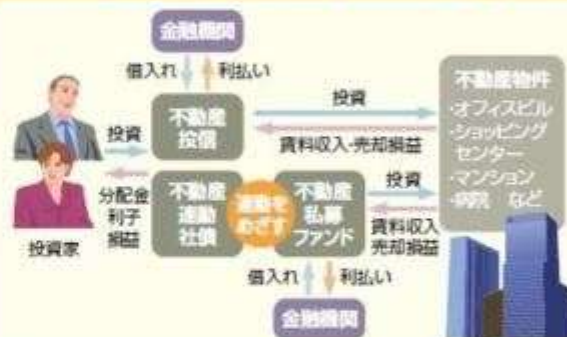 金融機関
借入れ
利払い
不動産
投信
投資
投資
賃料収入・売却損益
不動産物件
・オフィスビル
・ショッピング
センター
・マンション
・病院 など
投資家
分配金
利子
損益
不動産
連動
社債
連動を
めざす
不動産
私募
ファンド
投資
賃料収入
売却損益
借入れ
利払い
金融機関